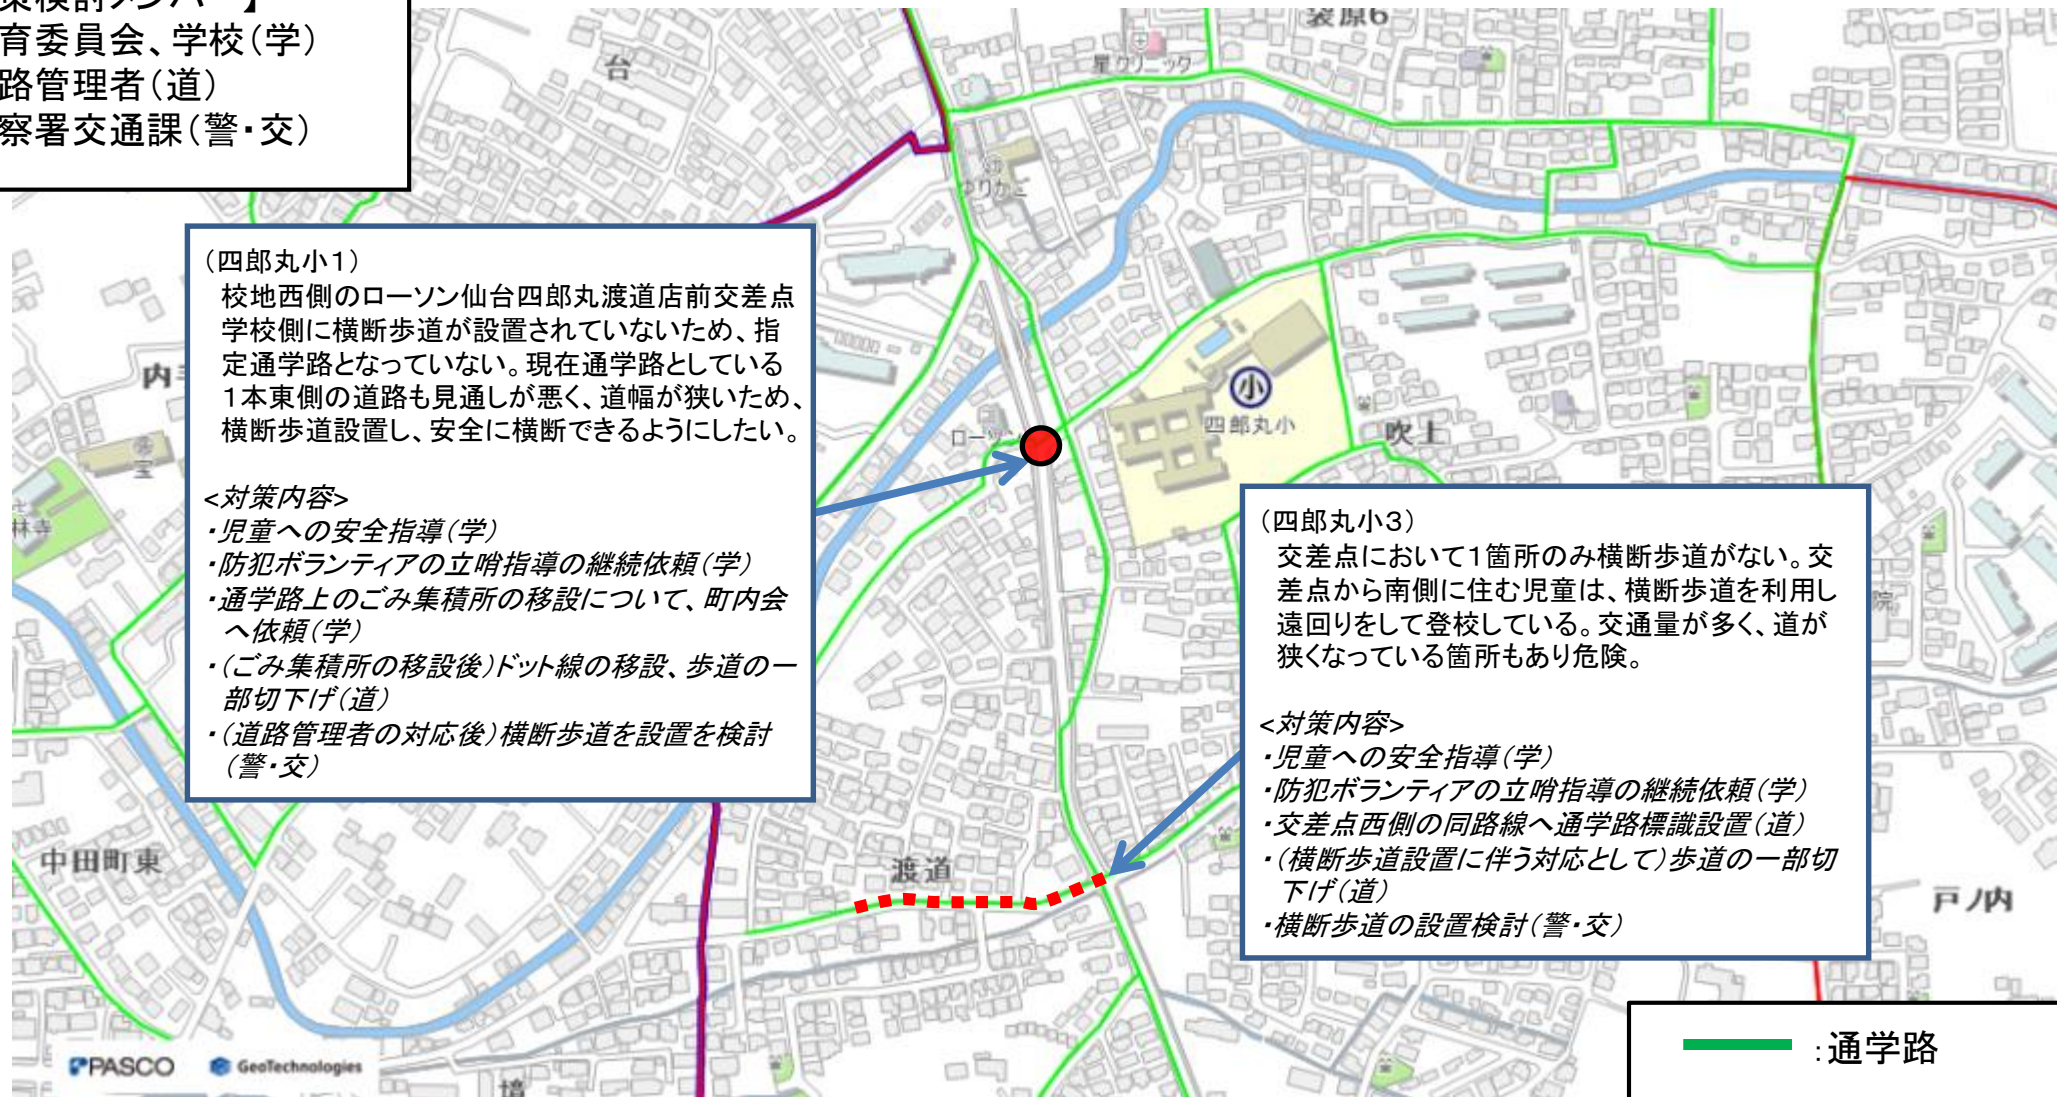 策検討メンバー】
育委員会、学校（学）
路管理者（道）
察署交通課（警・交）
（四郎丸小１）
校地西側のローソン仙台四郎丸渡道店前交差点
学校側に横断歩道が設置されていないため、指
定通学路となっていない。現在通学路としている
１本東側の道路も見通しが悪く、道幅が狭いため、
横断歩道設置し、安全に横断できるようにしたい。
<対策内容>
・児童への安全指導（学）
・防犯ボランティアの立哨指導の継続依頼（学）
・通学路上のごみ集積所の移設について、町内会
へ依頼（学）
・（ごみ集積所の移設後）ドット線の移設、歩道の一
部切下げ（道）
・（道路管理者の対応後）横断歩道を設置を検討
（警・交）
（四郎丸小３）
交差点において１箇所のみ横断歩道がない。交
差点から南側に住む児童は、横断歩道を利用し
遠回りをして登校している。交通量が多く、道が
狭くなっている箇所もあり危険。
<対策内容>
・児童への安全指導（学）
・防犯ボランティアの立哨指導の継続依頼（学）
・交差点西側の同路線へ通学路標識設置（道）
・（横断歩道設置に伴う対応として）歩道の一部切
下げ（道）
・横断歩道の設置検討（警・交）
台
袋原6
星クリニック
ゆりかご
内手
林寺
ローソン
小
四郎丸小
吹上
院
中田町東
渡道
戸ノ内
境
PASCO
GeoTechnologies
:通学路